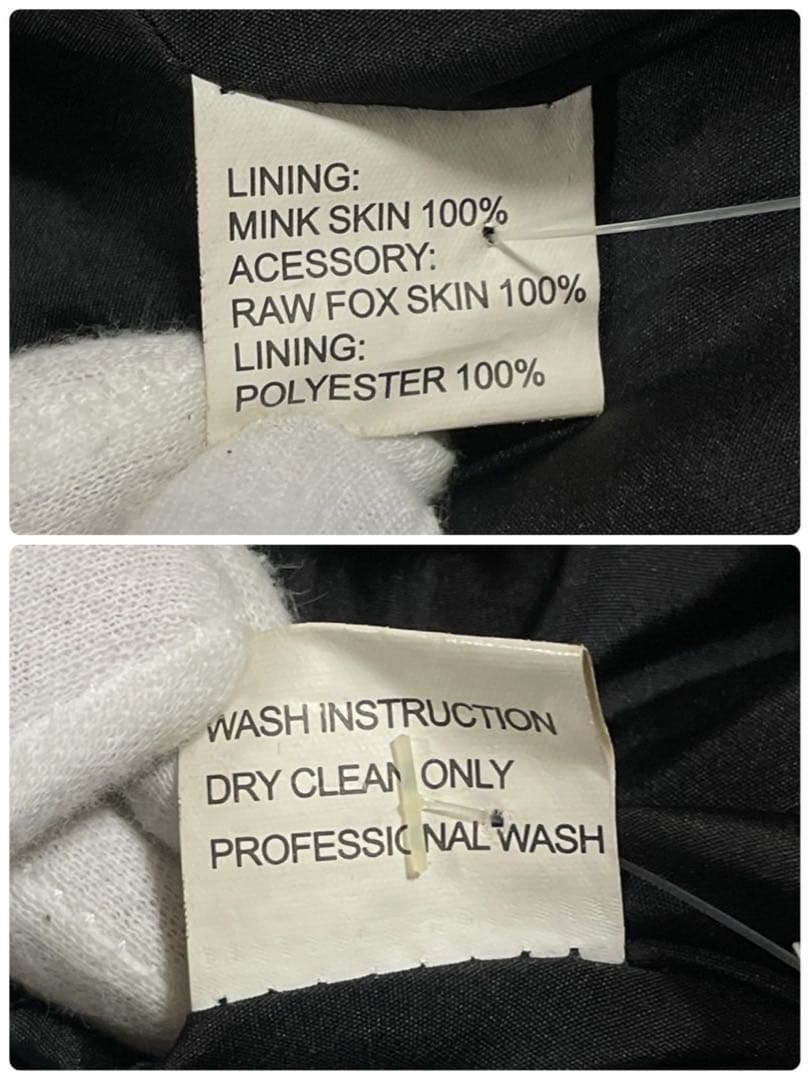 LINING:
MINK SKIN 100%
ACESSORY:
RAW FOX SKIN 100%
LINING:
POLYESTER 100%
WASH INSTRUCTION
DRY CLEAN ONLY
PROFESSIONAL WASH